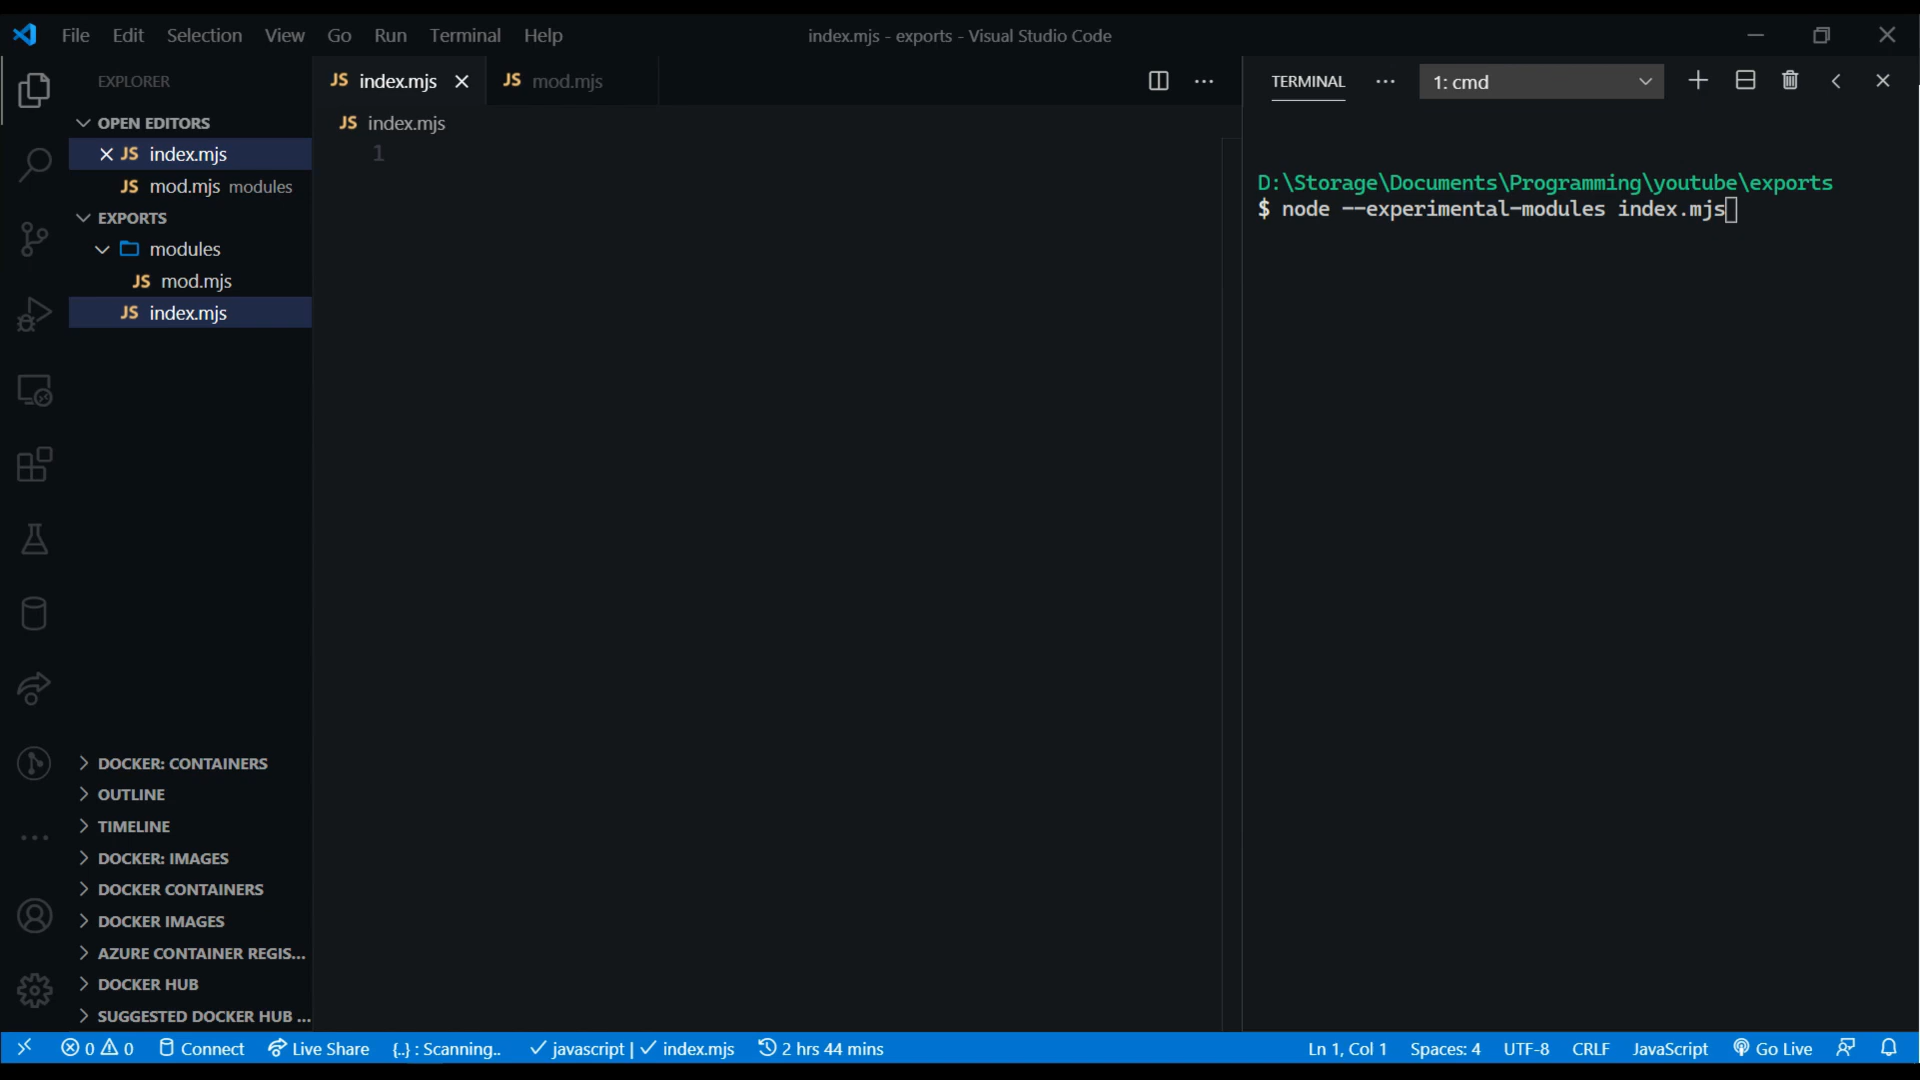 File Edit Selection View Go Run Terminal Help
index.mjs - exports - Visual Studio Code
EXPLORER
OPEN EDITORS
JS index.mjs
JS mod.mjs modules
EXPORTS
modules
JS mod.mjs
JS index.mjs
DOCKER: CONTAINERS
OUTLINE
TIMELINE
DOCKER: IMAGES
DOCKER CONTAINERS
DOCKER IMAGES
AZURE CONTAINER REGIS...
DOCKER HUB
SUGGESTED DOCKER HUB ...
JS index.mjs
JS mod.mjs
JS index.mjs
1
TERMINAL
1: cmd
D:\Storage\Documents\Programming\youtube\exports
$ node --experimental-modules index.mjs
0 0 Connect Live Share {..} : Scanning.. javascript | index.mjs 2 hrs 44 mins
Ln 1, Col 1 Spaces: 4 UTF-8 CRLF JavaScript Go Live